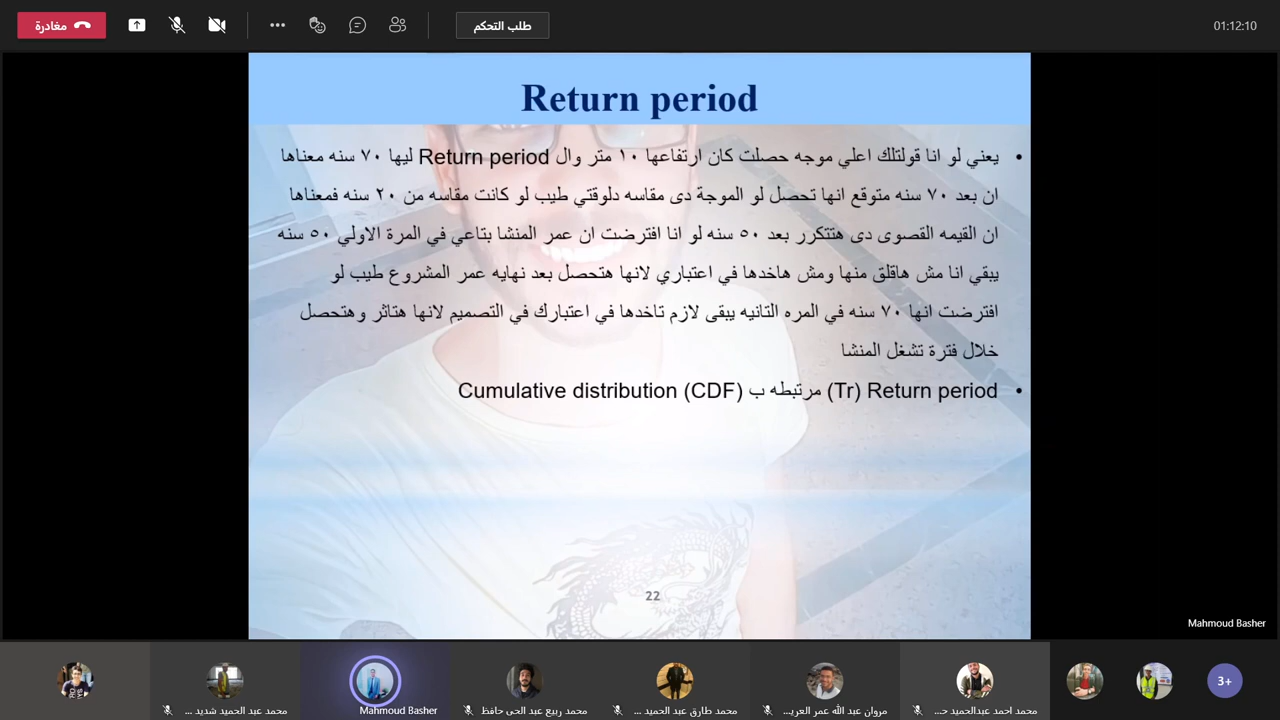 مغادرة
طلب التحكم
01:12:10
Return period
• يعني لو انا قولتلك اعلي موجه حصلت كان ارتفاعها ١٠ متر وال Return period ليها ٧٠ سنه معناها
ان بعد ٧٠ سنه متوقع انها تحصل لو الموجة دى مقاسه دلوقتي طيب لو كانت مقاسه من ٢٠ سنه فمعناها
ان القيمه القصوى دى هتتكرر بعد ٥٠ سنه لو انا افترضت ان عمر المنشا بتاعي في المرة الاولي ٥٠ سنه
يبقي انا مش هاقلق منها ومش هاخدها في اعتباري لانها هتحصل بعد نهايه عمر المشروع طيب لو
افترضت انها ٧٠ سنه في المره التانيه يبقى لازم تاخدها في اعتبارك في التصميم لانها هتاثر وهتحصل
خلال فترة تشغل المنشا
• Return period (Tr) مرتبطه ب Cumulative distribution (CDF)
22
Mahmoud Basher
محمد عبد الحميد شديد ...
Mahmoud Basher
محمد ربيع عبد الحى حافظ
محمد طارق عبد الحميد ...
مروان عبد الله عمر العري...
محمد احمد عبدالحميد ح...
3+